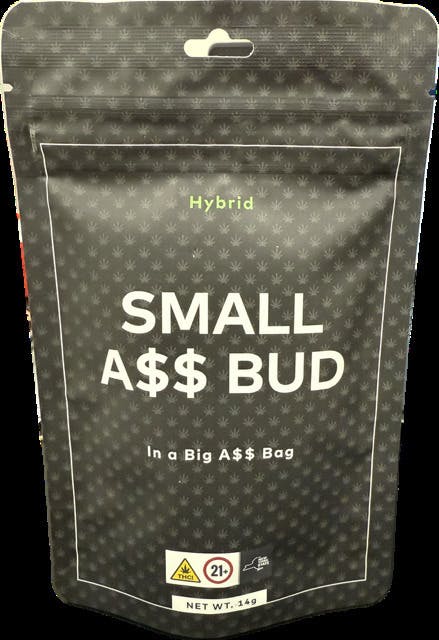 Hybrid
SMALL
A$$ BUD
In a Big A$$ Bag
THC!
21+
NET WT. 14g